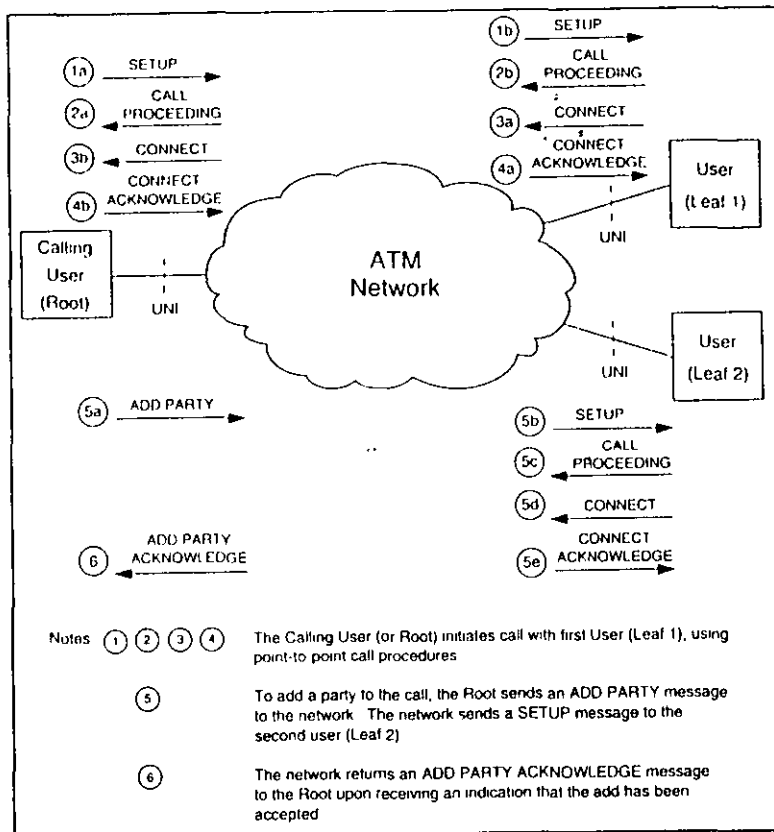 1b SETUP
2b CALL PROCEEDING
3a CONNECT
4a CONNECT ACKNOWLEDGE
1a SETUP
2a CALL PROCEEDING
3b CONNECT
4b CONNECT ACKNOWLEDGE
User
(Leaf 1)
UNI
Calling
User
(Root)
UNI
ATM
Network
User
(Leaf 2)
UNI
5a ADD PARTY
5b SETUP
5c CALL PROCEEDING
5d CONNECT
5e CONNECT ACKNOWLEDGE
6 ADD PARTY ACKNOWLEDGE
Notes 1 2 3 4 The Calling User (or Root) initiates call with first User (Leaf 1), using
point-to point call procedures
5 To add a party to the call, the Root sends an ADD PARTY message
to the network The network sends a SETUP message to the
second user (Leaf 2)
6 The network returns an ADD PARTY ACKNOWLEDGE message
to the Root upon receiving an indication that the add has been
accepted